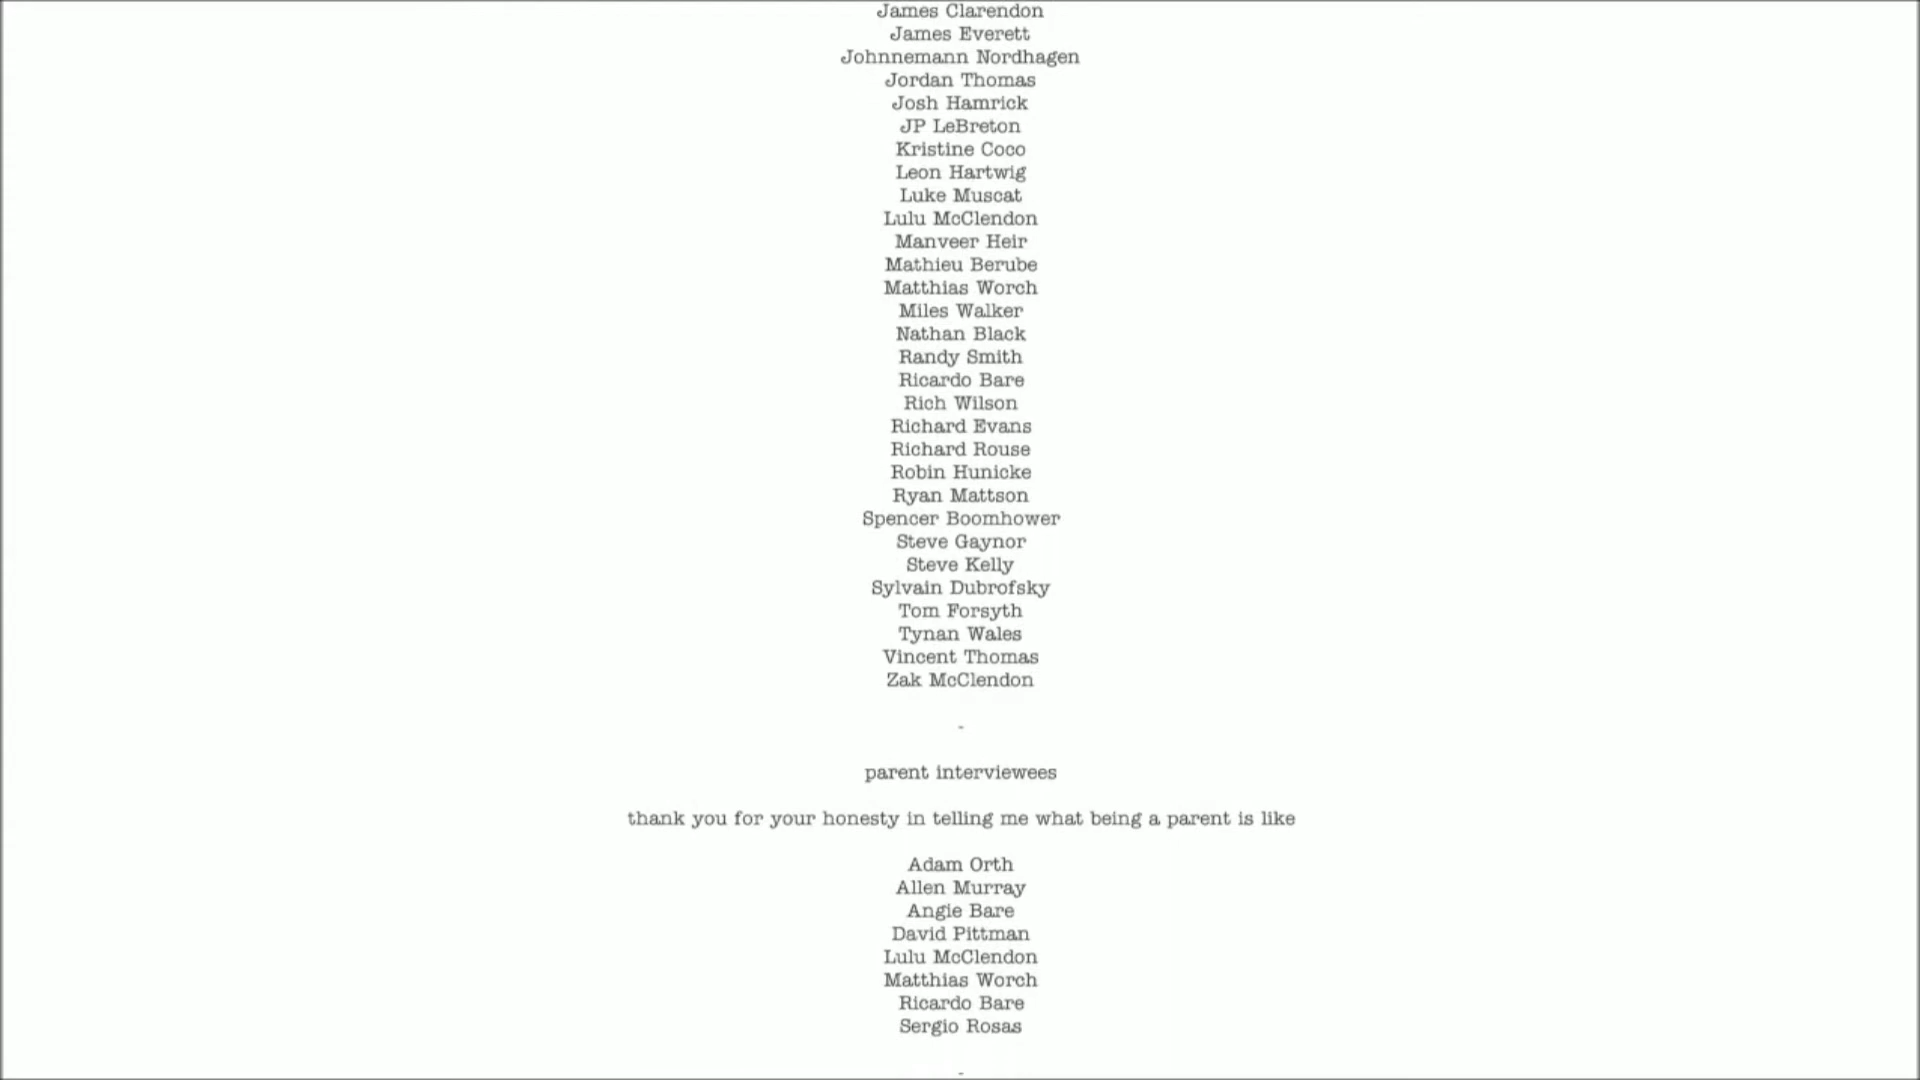 James Clarendon
James Everett
Johnnemann Nordhagen
Jordan Thomas
Josh Hamrick
JP LeBreton
Kristine Coco
Leon Hartwig
Luke Muscat
Lulu McClendon
Manveer Heir
Mathieu Berube
Matthias Worch
Miles Walker
Nathan Black
Randy Smith
Ricardo Bare
Rich Wilson
Richard Evans
Richard Rouse
Robin Hunicke
Ryan Mattson
Spencer Boomhower
Steve Gaynor
Steve Kelly
Sylvain Dubrofsky
Tom Forsyth
Tynan Wales
Vincent Thomas
Zak McClendon
-
parent interviewees
thank you for your honesty in telling me what being a parent is like
Adam Orth
Allen Murray
Angie Bare
David Pittman
Lulu McClendon
Matthias Worch
Ricardo Bare
Sergio Rosas
-